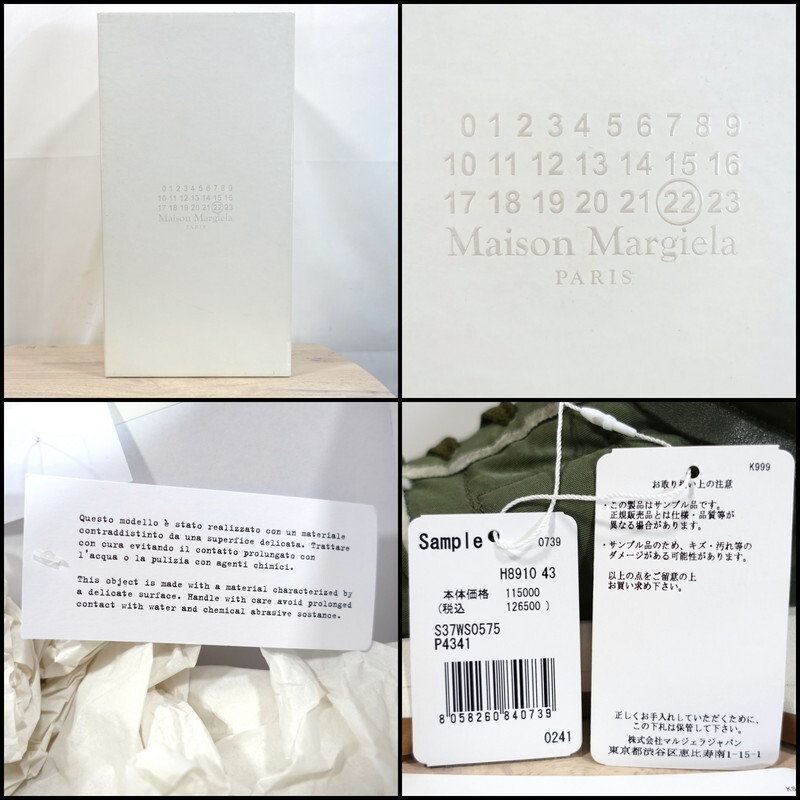 0 1 2 3 4 5 6 7 8 9
10 11 12 13 14 15 16
17 18 19 20 21 22 23
Maison Margiela
PARIS
0 1 2 3 4 5 6 7 8 9
10 11 12 13 14 15 16
17 18 19 20 21 22 23
Maison Margiela
PARIS
Questo modello è stato realizzato con un materiale
contraddistinto da una superfice delicata. Trattare
con cura evitando il contatto prolungato con
l'acqua o la pulizia con agenti chimici.
This object is made with a material characterized by
a delicate surface. Handle with care avoid prolonged
contact with water and chemical abrasive sostance.
Sample
0739
H8910 43
本体価格 115000
(税込 126500 )
S37WS0575
P4341
8058260840739
0241
K999
お取り扱い上の注意
・この製品はサンプル品です。
正規販売品とは仕様・品質等が
異なる場合があります。
・サンプル品のため、キズ・汚れ等の
ダメージがある可能性があります。
以上の点をご留意の上
お買い求め下さい。
正しくお手入れしていただくために、
この下札は保管して下さい。
株式会社マルジェラジャパン
東京都渋谷区恵比寿南1-15-1